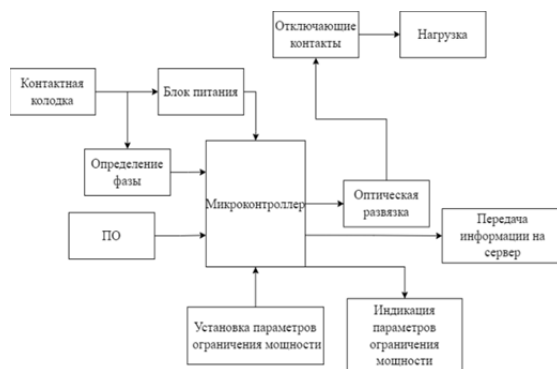 Отключающие
контакты
Нагрузка
Контактная
колодка
Блок питания
Определение
фазы
Микроконтроллер
Оптическая
развязка
ПО
Передача
информации на
сервер
Установка параметров
ограничения мощности
Индикация
параметров
ограничения
мощности